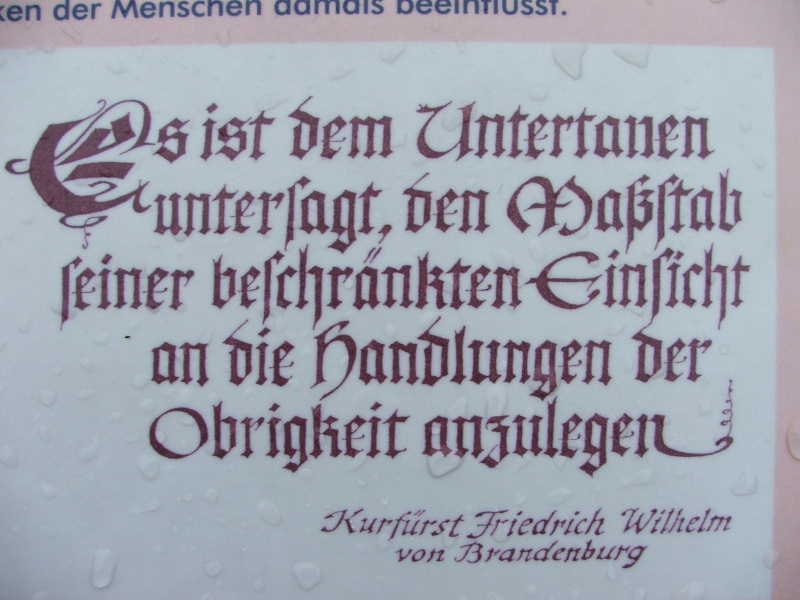 ken der Menschen damals beeinflusst.
Es ist dem Untertanen
unterſagt, den Maßſtab
ſeiner beſchränkten Einſicht
an die Handlungen der
Obrigkeit anzulegen
Kurfürst Friedrich Wilhelm
von Brandenburg